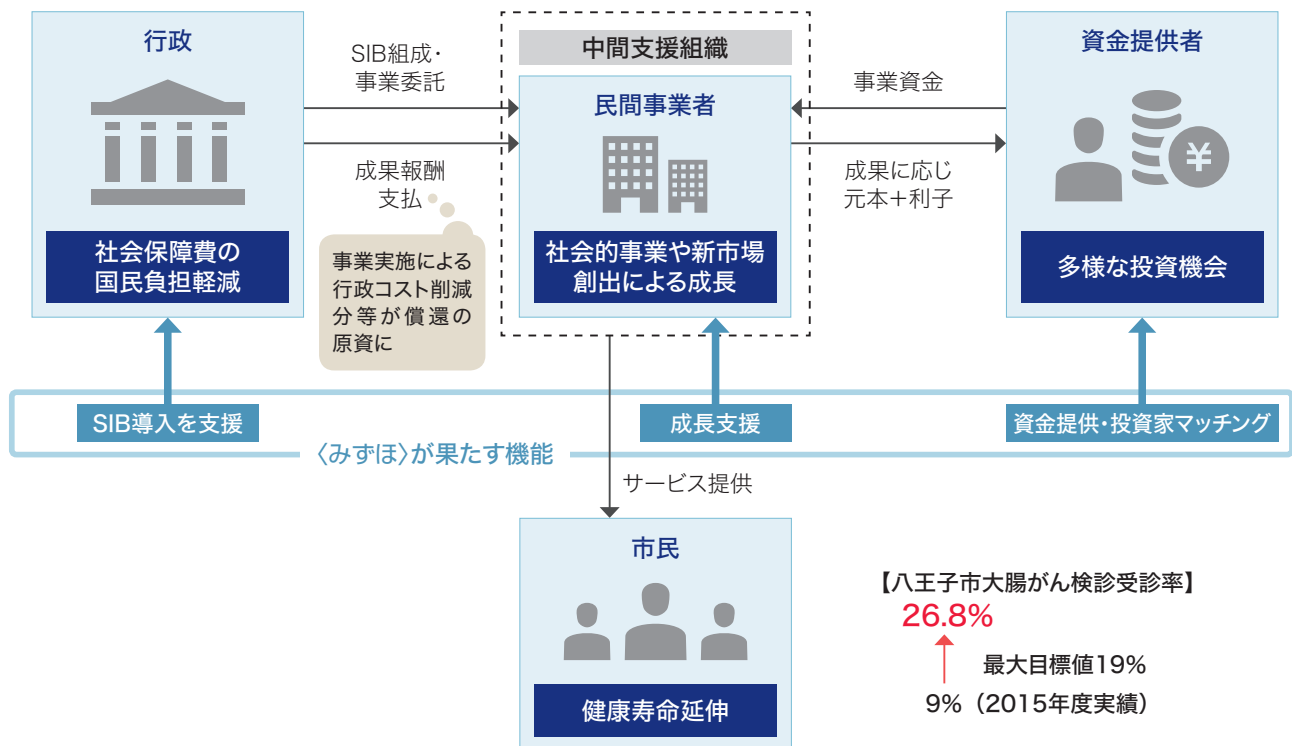 行政
社会保障費の
国民負担軽減
SIB組成・
事業委託
成果報酬
支払
事業実施による
行政コスト削減
分等が償還の
原資に
中間支援組織
民間事業者
社会的事業や新市場
創出による成長
事業資金
成果に応じ
元本＋利子
資金提供者
¥
多様な投資機会
SIB導入を支援
成長支援
資金提供・投資家マッチング
〈みずほ〉が果たす機能
サービス提供
市民
健康寿命延伸
【八王子市大腸がん検診受診率】
26.8%
最大目標値19%
9%（2015年度実績）